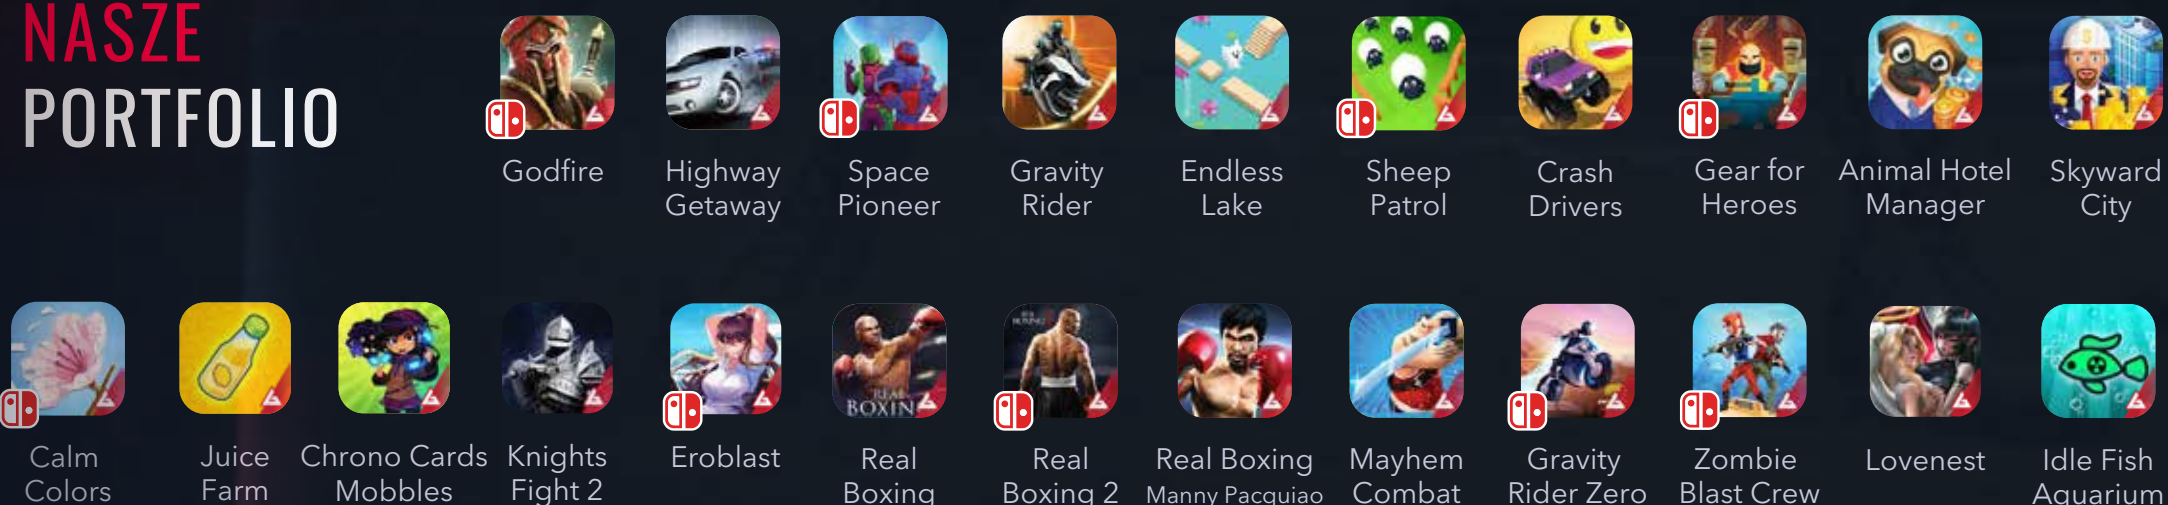 NASZE
PORTFOLIO
Godfire
Highway
Getaway
Space
Pioneer
Gravity
Rider
Endless
Lake
Sheep
Patrol
Crash
Drivers
Gear for
Heroes
Animal Hotel
Manager
Skyward
City
Calm
Colors
Juice
Farm
Chrono Cards
Mobbles
Knights
Fight 2
Eroblast
REAL
BOXIN
Real
Boxing
Real
Boxing 2
Real Boxing
Manny Pacquiao
Mayhem
Combat
Gravity
Rider Zero
Zombie
Blast Crew
Lovenest
Idle Fish
Aquarium